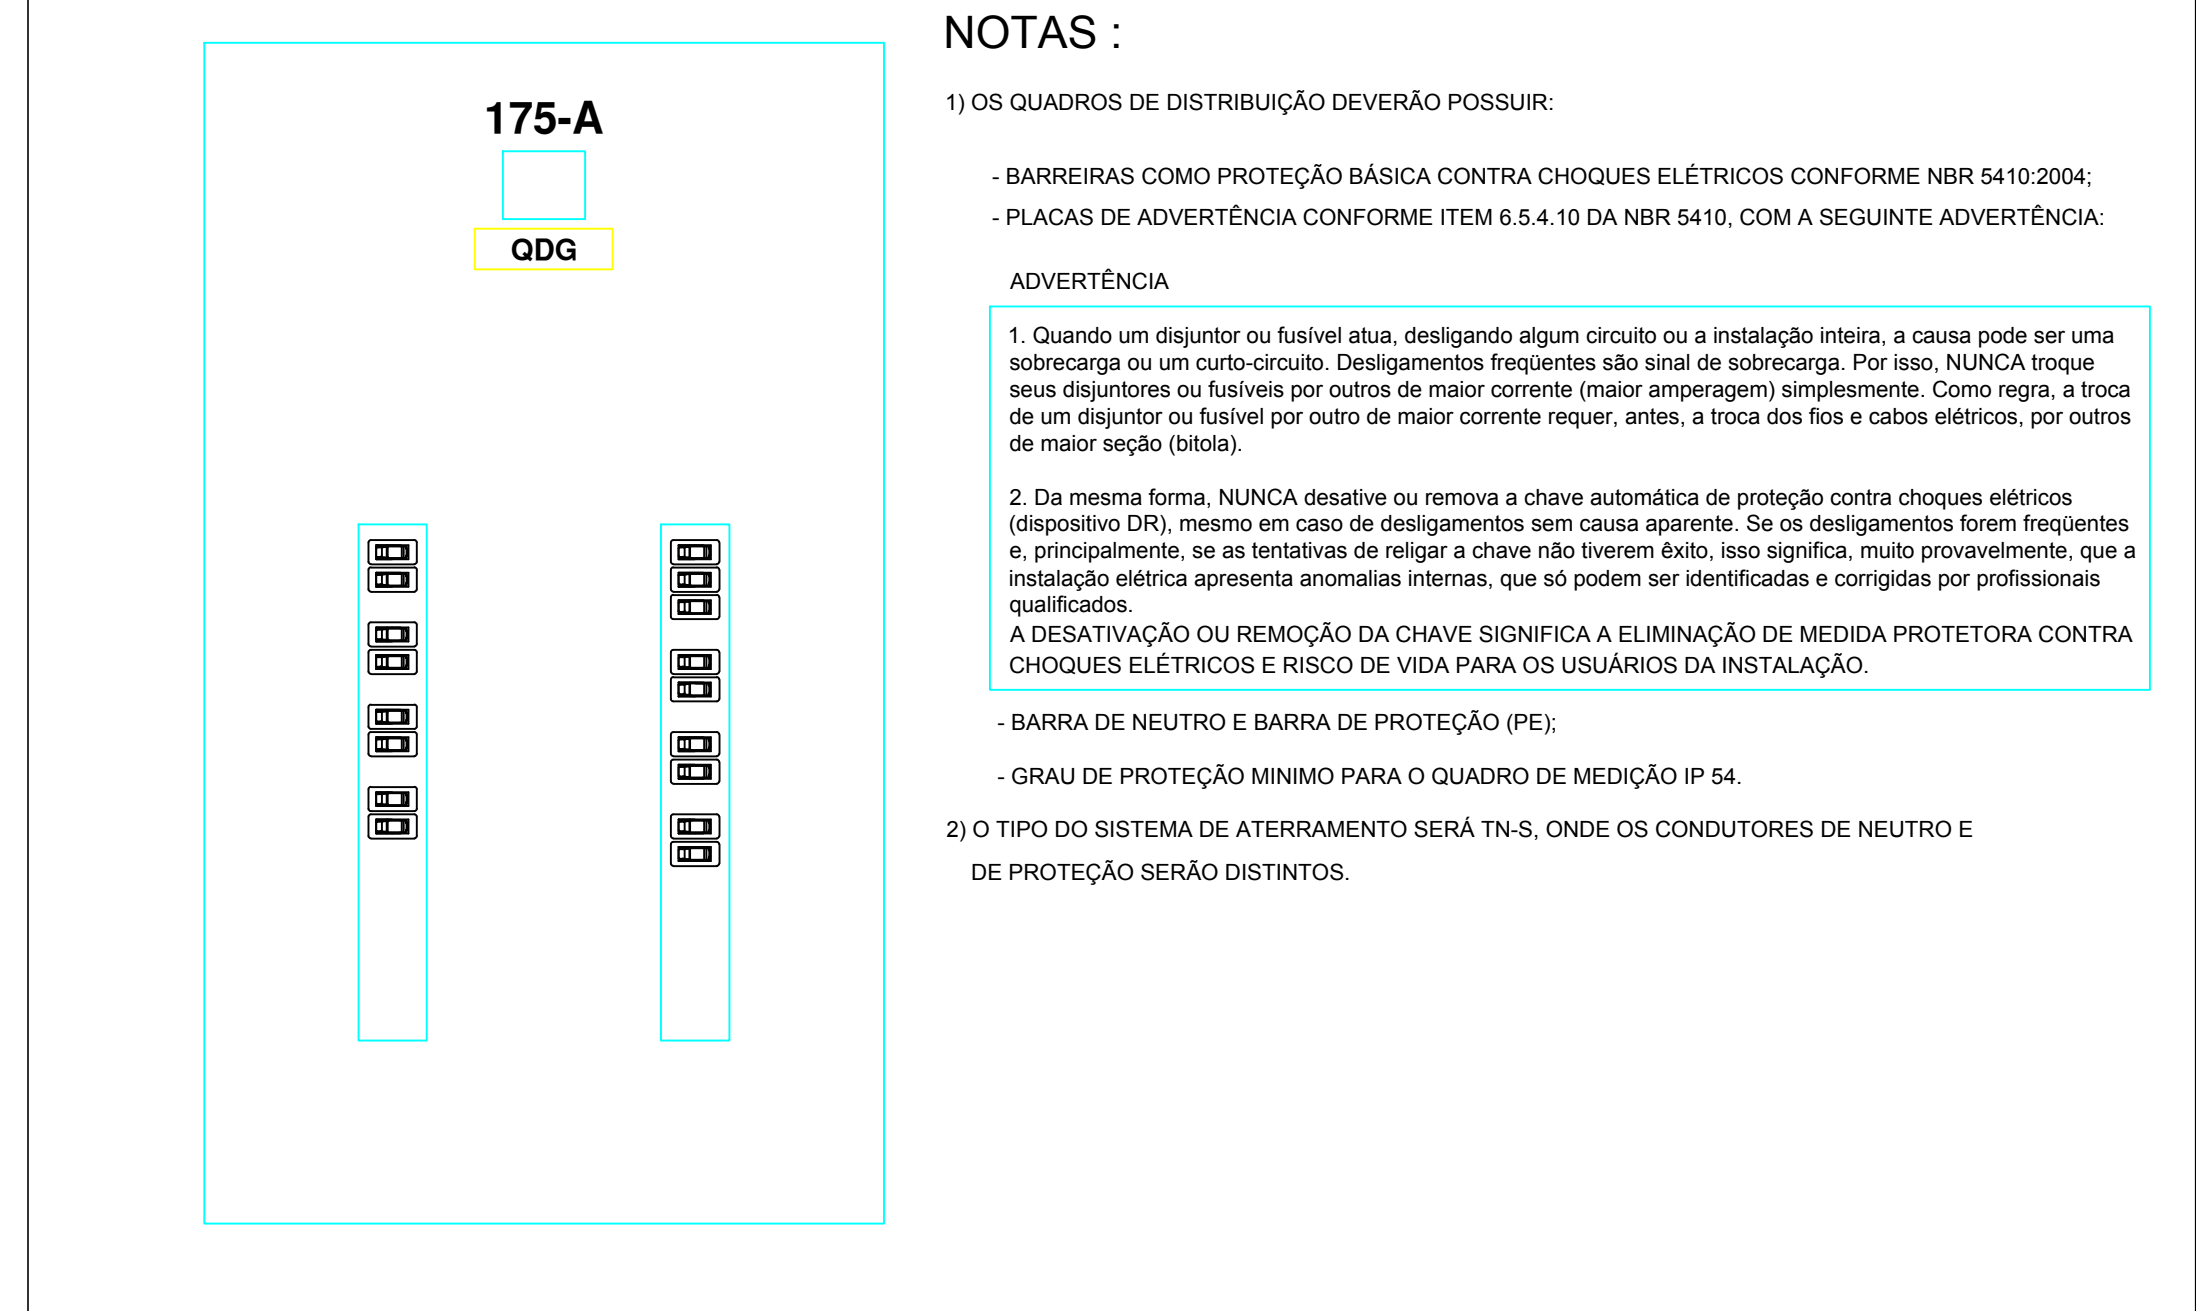 175-A
QDG
NOTAS :
1) OS QUADROS DE DISTRIBUIÇÃO DEVERÃO POSSUIR:
- BARREIRAS COMO PROTEÇÃO BÁSICA CONTRA CHOQUES ELÉTRICOS CONFORME NBR 5410:2004;
- PLACAS DE ADVERTÊNCIA CONFORME ITEM 6.5.4.10 DA NBR 5410, COM A SEGUINTE ADVERTÊNCIA:
ADVERTÊNCIA
1. Quando um disjuntor ou fusível atua, desligando algum circuito ou a instalação inteira, a causa pode ser uma
sobrecarga ou um curto-circuito. Desligamentos freqüentes são sinal de sobrecarga. Por isso, NUNCA troque
seus disjuntores ou fusíveis por outros de maior corrente (maior amperagem) simplesmente. Como regra, a troca
de um disjuntor ou fusível por outro de maior corrente requer, antes, a troca dos fios e cabos elétricos, por outros
de maior seção (bitola).
2. Da mesma forma, NUNCA desative ou remova a chave automática de proteção contra choques elétricos
(dispositivo DR), mesmo em caso de desligamentos sem causa aparente. Se os desligamentos forem freqüentes
e, principalmente, se as tentativas de religar a chave não tiverem êxito, isso significa, muito provavelmente, que a
instalação elétrica apresenta anomalias internas, que só podem ser identificadas e corrigidas por profissionais
qualificados.
A DESATIVAÇÃO OU REMOÇÃO DA CHAVE SIGNIFICA A ELIMINAÇÃO DE MEDIDA PROTETORA CONTRA
CHOQUES ELÉTRICOS E RISCO DE VIDA PARA OS USUÁRIOS DA INSTALAÇÃO.
- BARRA DE NEUTRO E BARRA DE PROTEÇÃO (PE);
- GRAU DE PROTEÇÃO MINIMO PARA O QUADRO DE MEDIÇÃO IP 54.
2) O TIPO DO SISTEMA DE ATERRAMENTO SERÁ TN-S, ONDE OS CONDUTORES DE NEUTRO E
DE PROTEÇÃO SERÃO DISTINTOS.